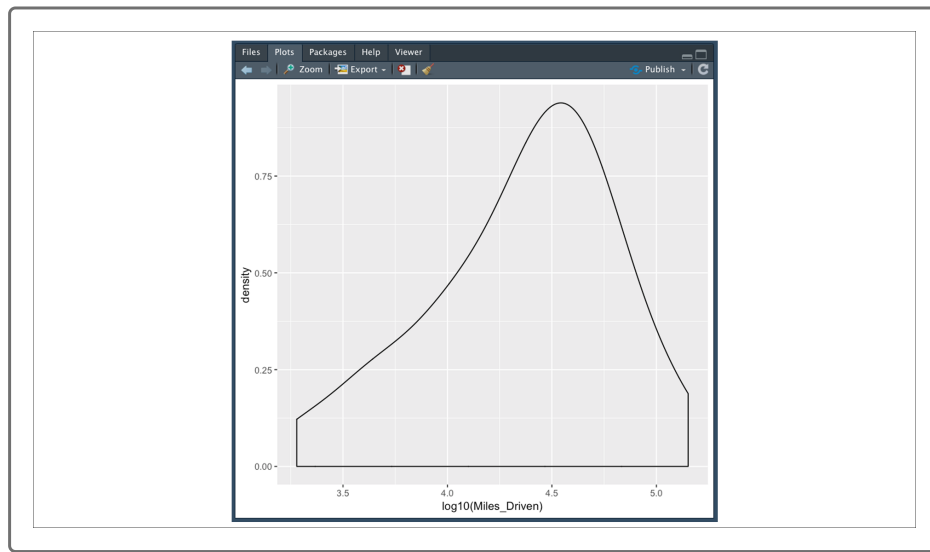 Files Plots Packages Help Viewer
Zoom Export Publish
0.75
0.50
density
0.25
0.00
3.5 4.0 4.5 5.0
log10(Miles_Driven)